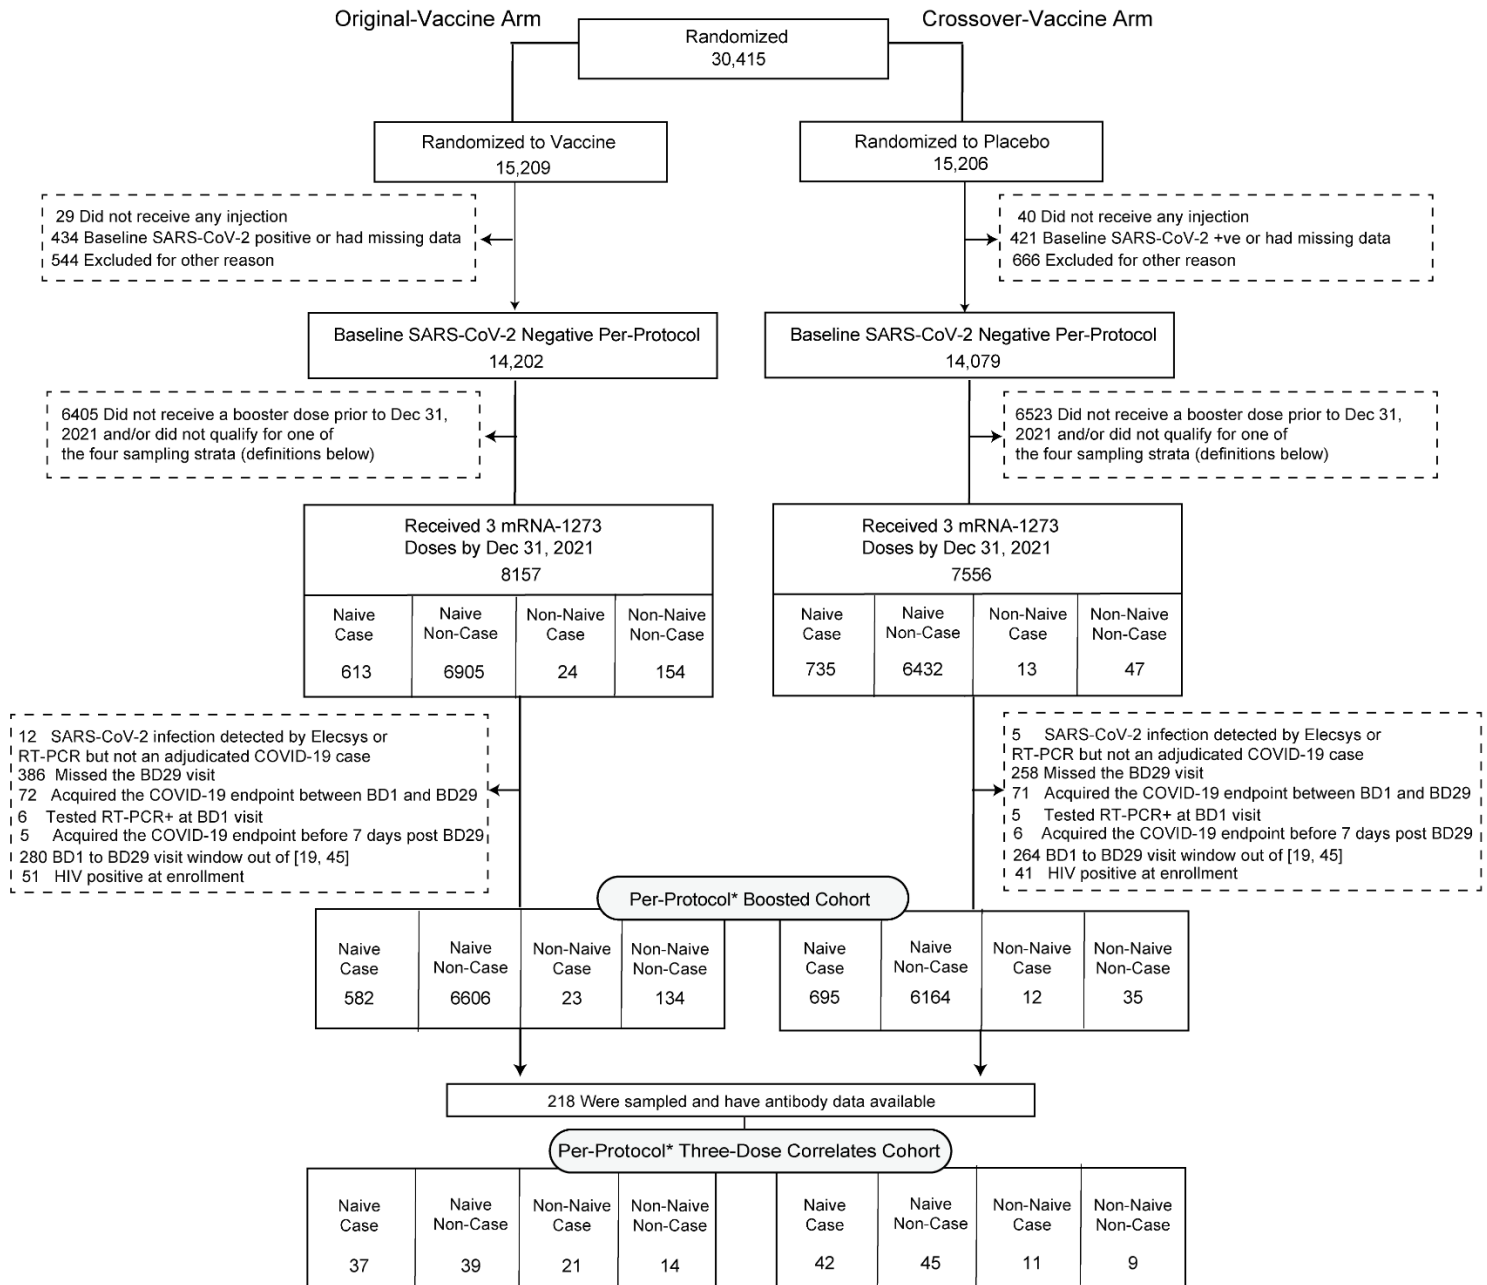 Original-Vaccine Arm
Crossover-Vaccine Arm
Randomized
30,415
Randomized to Vaccine
15,209
Randomized to Placebo
15,206
29 Did not receive any injection
434 Baseline SARS-CoV-2 positive or had missing data
544 Excluded for other reason
40 Did not receive any injection
421 Baseline SARS-CoV-2 +ve or had missing data
666 Excluded for other reason
Baseline SARS-CoV-2 Negative Per-Protocol
14,202
Baseline SARS-CoV-2 Negative Per-Protocol
14,079
6405 Did not receive a booster dose prior to Dec 31,
2021 and/or did not qualify for one of
the four sampling strata (definitions below)
6523 Did not receive a booster dose prior to Dec 31,
2021 and/or did not qualify for one of
the four sampling strata (definitions below)
Received 3 mRNA-1273
Doses by Dec 31, 2021
8157
Naive
Case
613
Naive
Non-Case
6905
Non-Naive
Case
24
Non-Naive
Non-Case
154
Received 3 mRNA-1273
Doses by Dec 31, 2021
7556
Naive
Case
735
Naive
Non-Case
6432
Non-Naive
Case
13
Non-Naive
Non-Case
47
12 SARS-CoV-2 infection detected by Elecsys or
RT-PCR but not an adjudicated COVID-19 case
386 Missed the BD29 visit
72 Acquired the COVID-19 endpoint between BD1 and BD29
6 Tested RT-PCR+ at BD1 visit
5 Acquired the COVID-19 endpoint before 7 days post BD29
280 BD1 to BD29 visit window out of [19, 45]
51 HIV positive at enrollment
5 SARS-CoV-2 infection detected by Elecsys or
RT-PCR but not an adjudicated COVID-19 case
258 Missed the BD29 visit
71 Acquired the COVID-19 endpoint between BD1 and BD29
5 Tested RT-PCR+ at BD1 visit
6 Acquired the COVID-19 endpoint before 7 days post BD29
264 BD1 to BD29 visit window out of [19, 45]
41 HIV positive at enrollment
Per-Protocol* Boosted Cohort
Naive
Case
582
Naive
Non-Case
6606
Non-Naive
Case
23
Non-Naive
Non-Case
134
Naive
Case
695
Naive
Non-Case
6164
Non-Naive
Case
12
Non-Naive
Non-Case
35
218 Were sampled and have antibody data available
Per-Protocol* Three-Dose Correlates Cohort
Naive
Case
37
Naive
Non-Case
39
Non-Naive
Case
21
Non-Naive
Non-Case
14
Naive
Case
42
Naive
Non-Case
45
Non-Naive
Case
11
Non-Naive
Non-Case
9